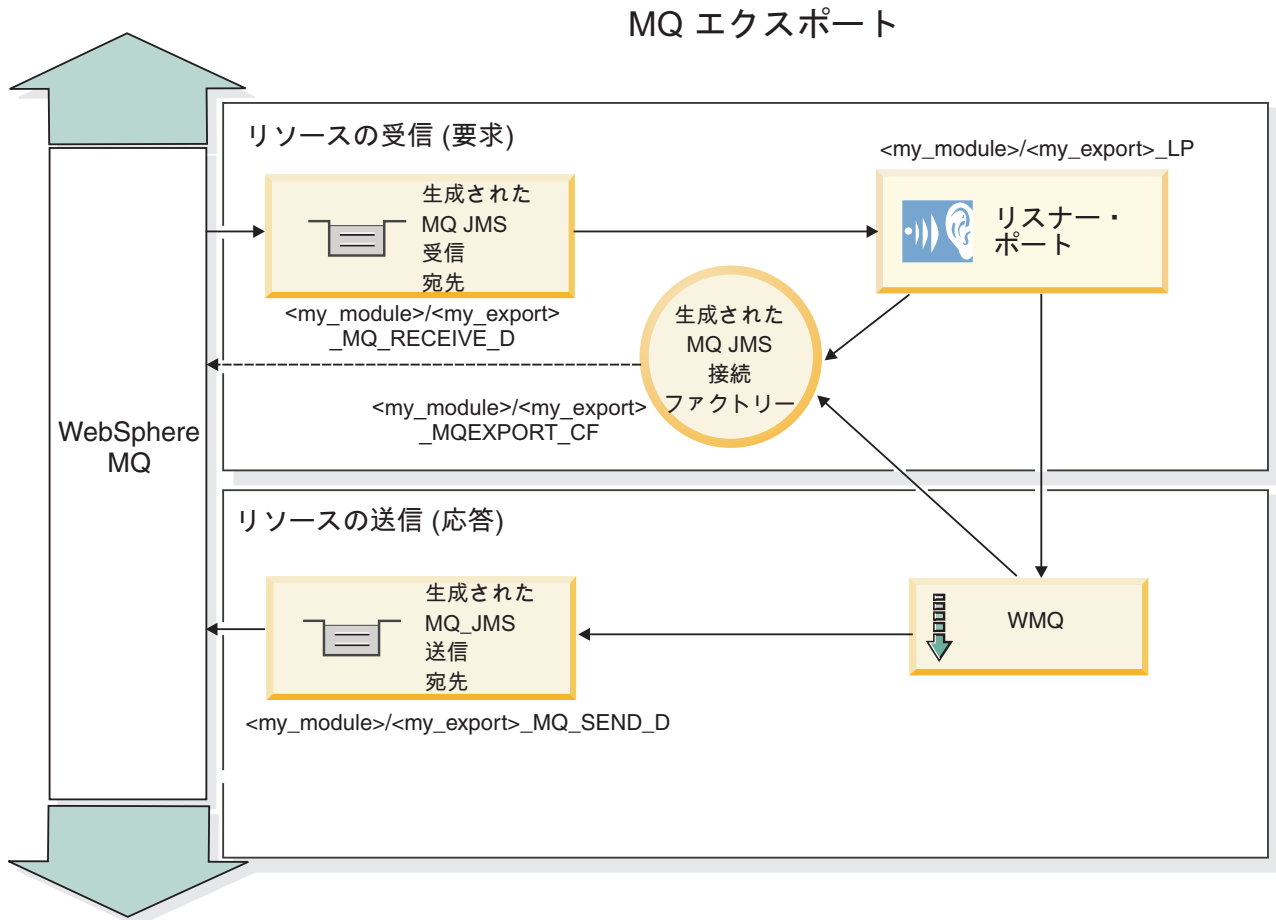 MQ エクスポート
リソースの受信 (要求)
<my_module>/<my_export>_LP
生成された
MQ JMS
受信
宛先
リスナー・
ポート
<my_module>/<my_export>
_MQ_RECEIVE_D
生成された
MQ JMS
接続
ファクトリー
<my_module>/<my_export>
_MQEXPORT_CF
WebSphere
MQ
リソースの送信 (応答)
生成された
MQ_JMS
送信
宛先
WMQ
<my_module>/<my_export>_MQ_SEND_D